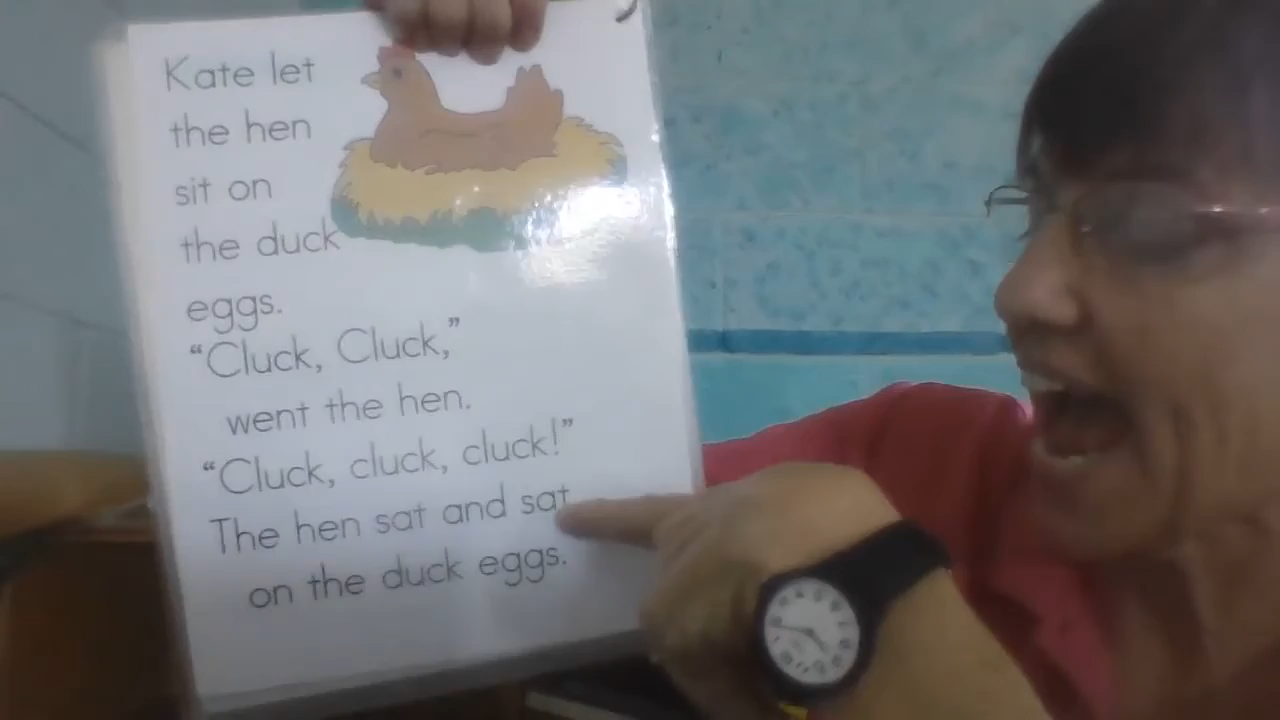 Kate let
the hen
sit on
the duck
eggs.
“Cluck, Cluck,”
went the hen.
“Cluck, cluck, cluck!”
The hen sat and sat
on the duck eggs.